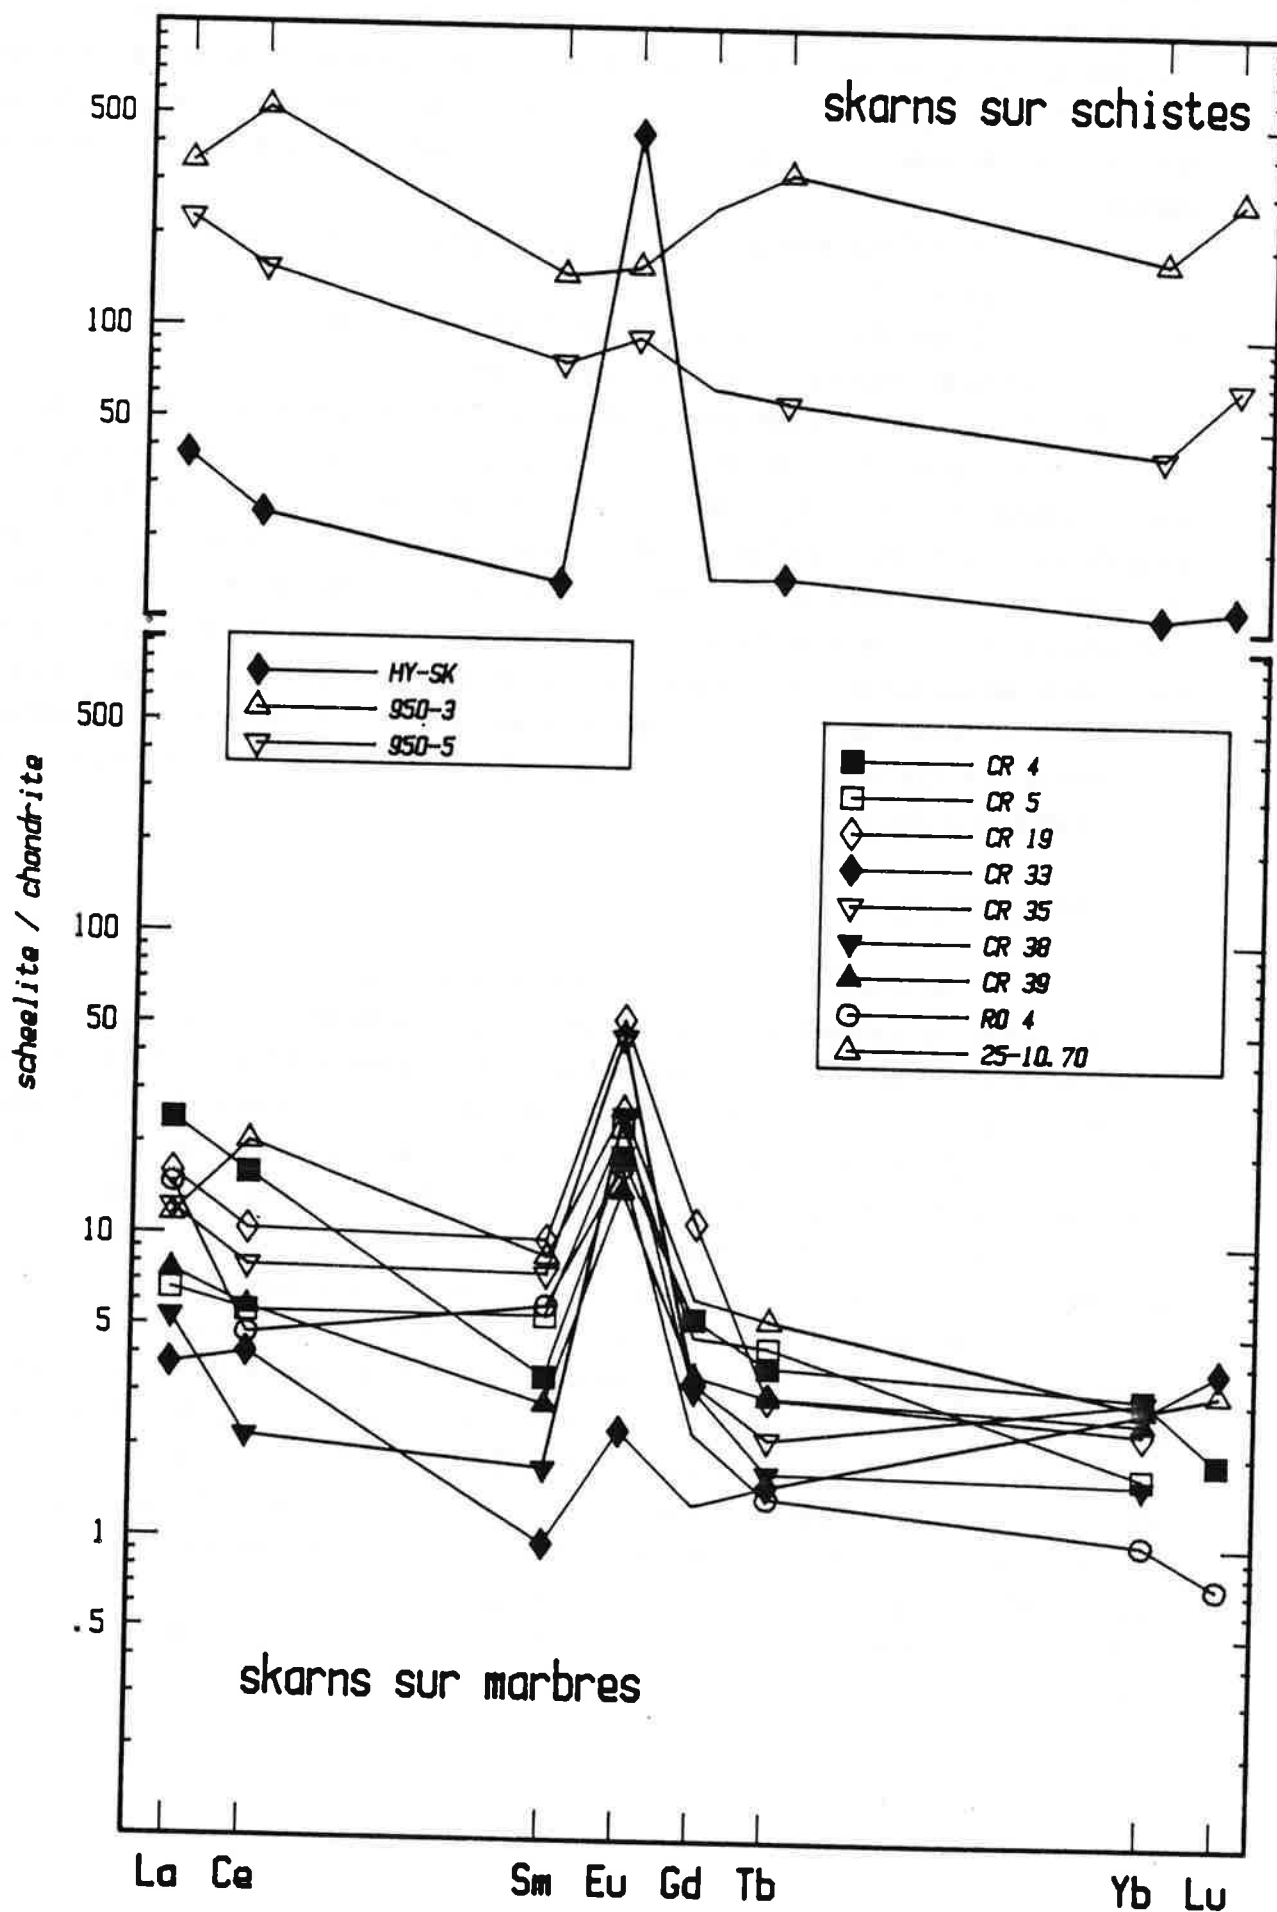 skarns sur schistes
500
100
50
HY-SK
950-3
950-5
scheelite / chondrite
500
100
50
10
5
1
.5
CR 4
CR 5
CR 19
CR 33
CR 35
CR 38
CR 39
RO 4
25-10.70
skarns sur marbres
La Ce Sm Eu Gd Tb Yb Lu